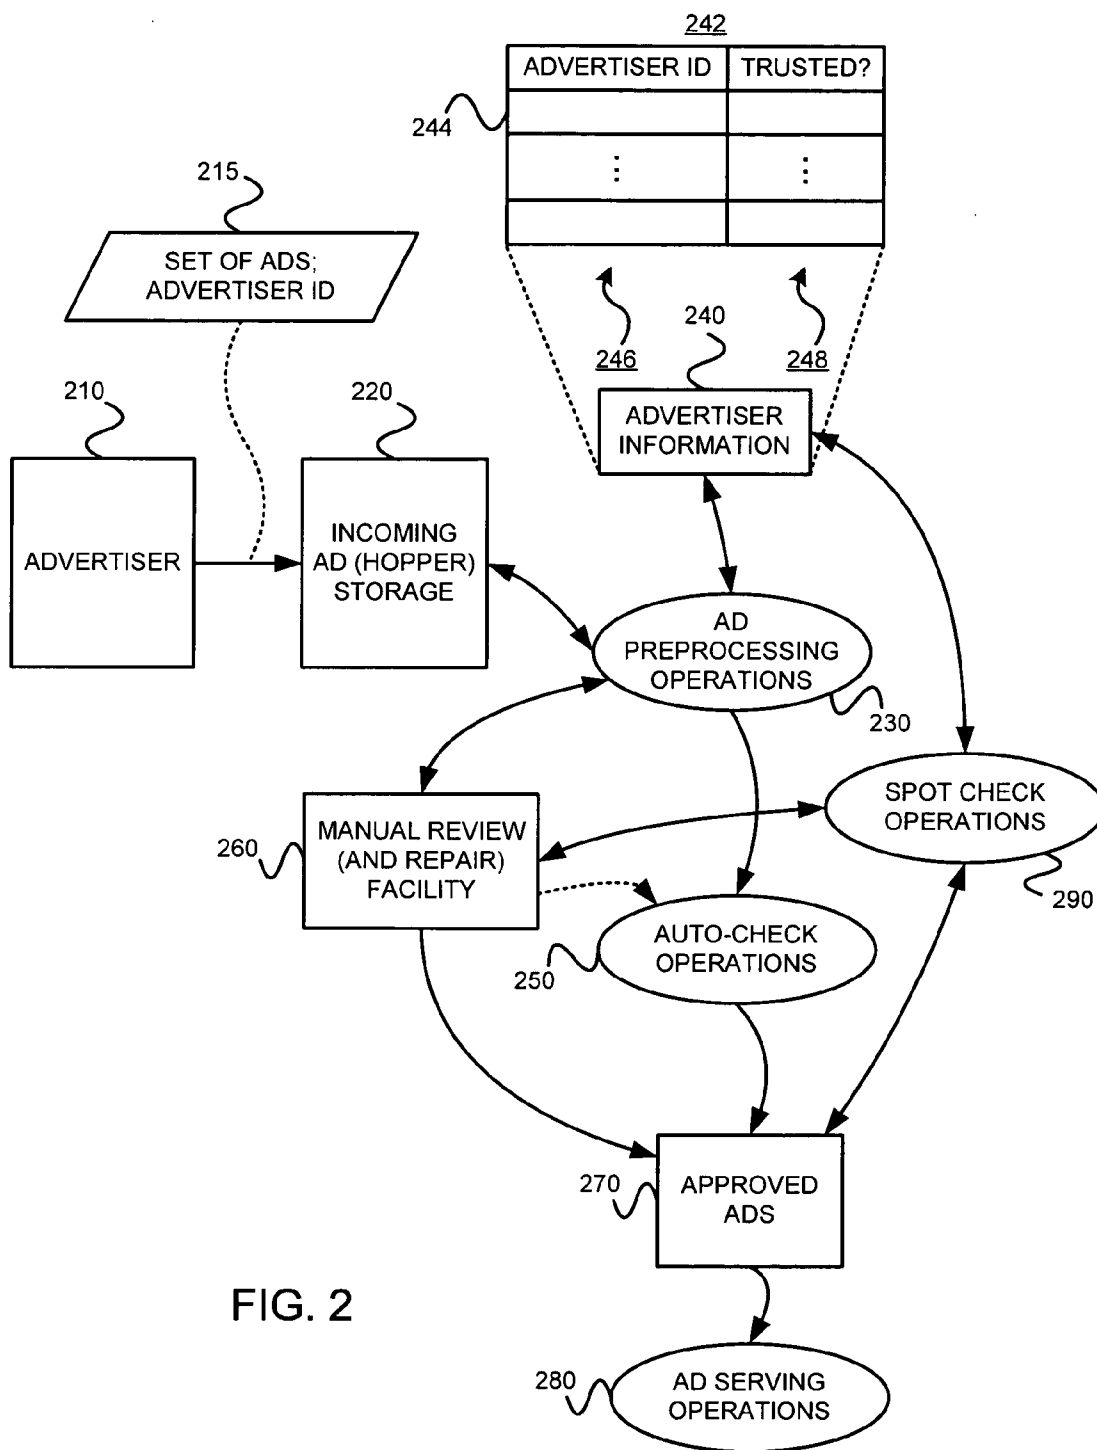 242
ADVERTISER ID
TRUSTED?
244
⋮
⋮
215
SET OF ADS;
ADVERTISER ID
246
240
248
210
220
ADVERTISER
INFORMATION
ADVERTISER
INCOMING
AD (HOPPER)
STORAGE
AD
PREPROCESSING
OPERATIONS
230
SPOT CHECK
OPERATIONS
290
260
MANUAL REVIEW
(AND REPAIR)
FACILITY
AUTO-CHECK
OPERATIONS
250
270
APPROVED
ADS
FIG. 2
280
AD SERVING
OPERATIONS